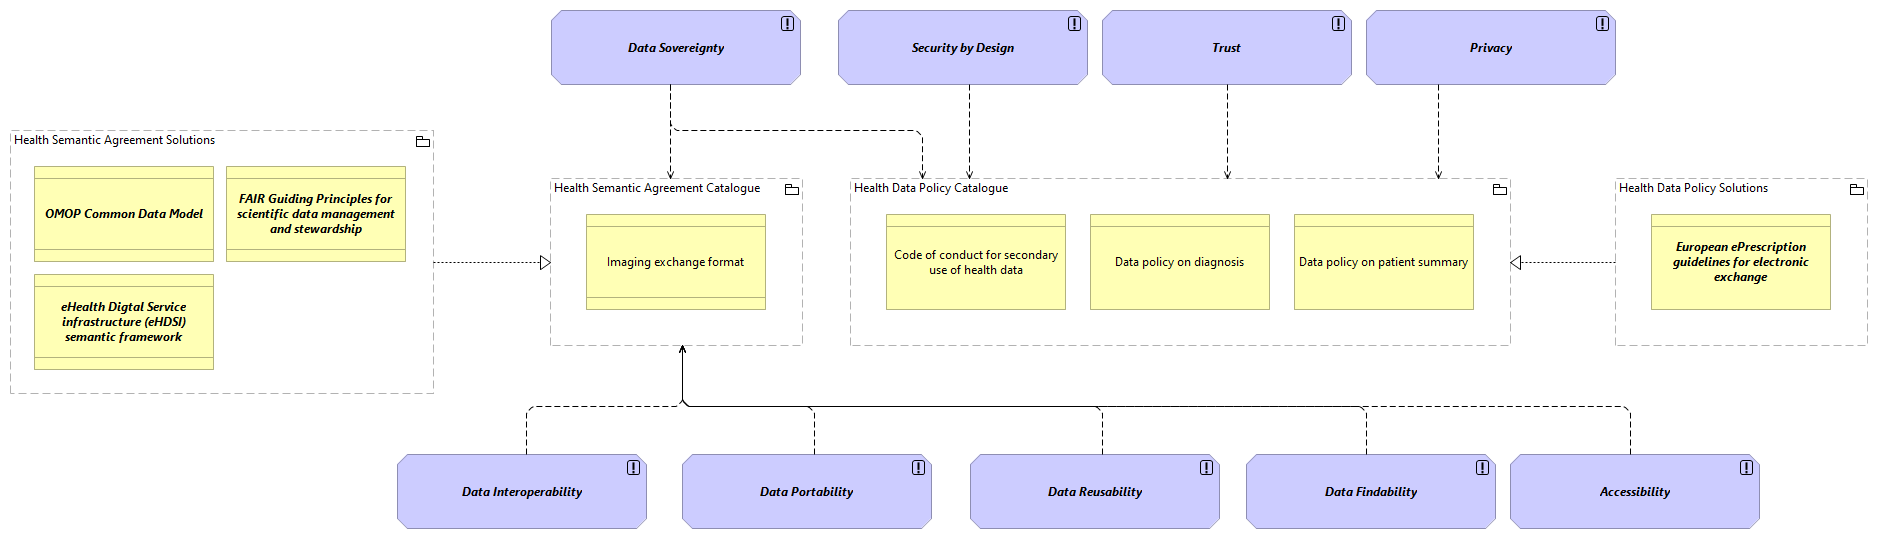 Data Sovereignty
Security by Design
Trust
Privacy
Health Semantic Agreement Solutions
OMOP Common Data Model
FAIR Guiding Principles for
scientific data management
and stewardship
eHealth Digtal Service
infrastructure (eHDSI)
semantic framework
Health Semantic Agreement Catalogue
Imaging exchange format
Health Data Policy Catalogue
Code of conduct for secondary
use of health data
Data policy on diagnosis
Data policy on patient summary
Health Data Policy Solutions
European ePrescription
guidelines for electronic
exchange
Data Interoperability
Data Portability
Data Reusability
Data Findability
Accessibility